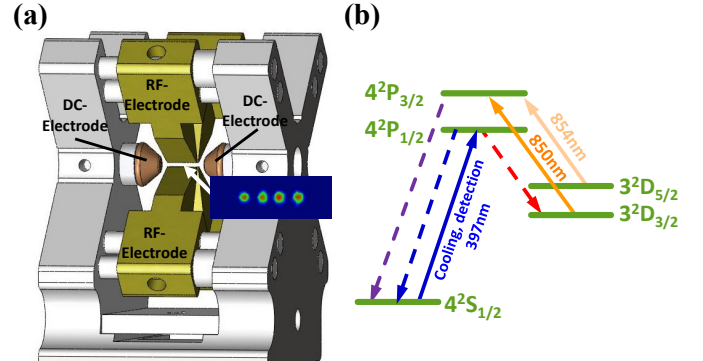 (a)
RF-
Electrode
DC-
Electrode
DC-
Electrode
RF-
Electrode
(b)
4²P₃/₂
4²P₁/₂
854nm
850nm
3²D₅/₂
3²D₃/₂
Cooling, detection
397nm
4²S₁/₂